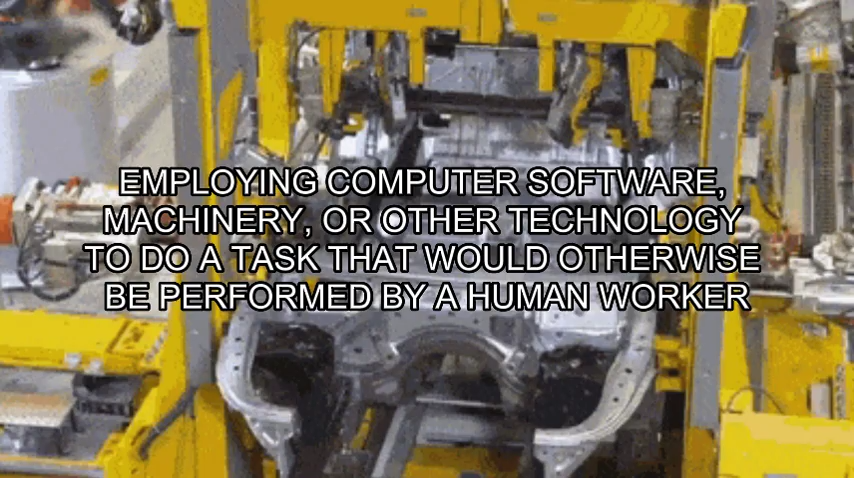 EMPLOYING COMPUTER SOFTWARE,
MACHINERY, OR OTHER TECHNOLOGY
TO DO A TASK THAT WOULD OTHERWISE
BE PERFORMED BY A HUMAN WORKER